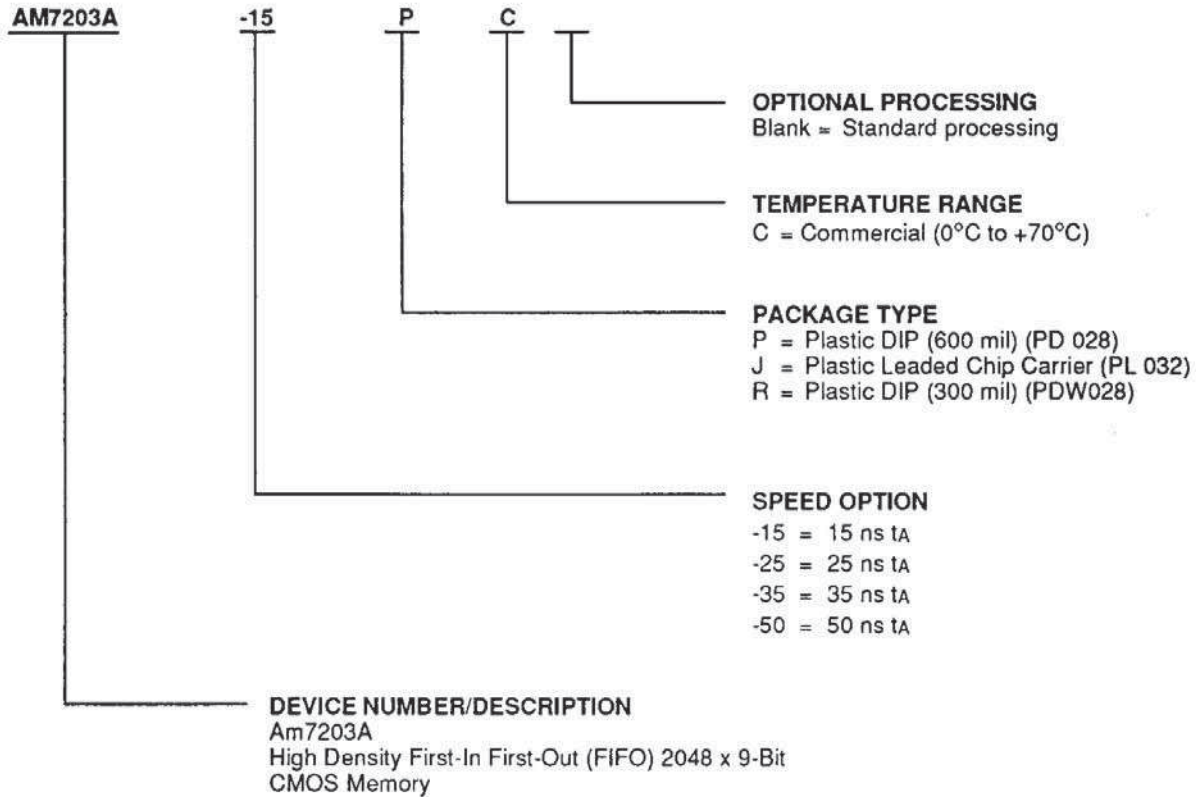 AM7203A -15 P C
OPTIONAL PROCESSING
Blank = Standard processing
TEMPERATURE RANGE
C = Commercial (0°C to +70°C)
PACKAGE TYPE
P = Plastic DIP (600 mil) (PD 028)
J = Plastic Leaded Chip Carrier (PL 032)
R = Plastic DIP (300 mil) (PDW028)
SPEED OPTION
-15 = 15 ns tA
-25 = 25 ns tA
-35 = 35 ns tA
-50 = 50 ns tA
DEVICE NUMBER/DESCRIPTION
Am7203A
High Density First-In First-Out (FIFO) 2048 x 9-Bit
CMOS Memory